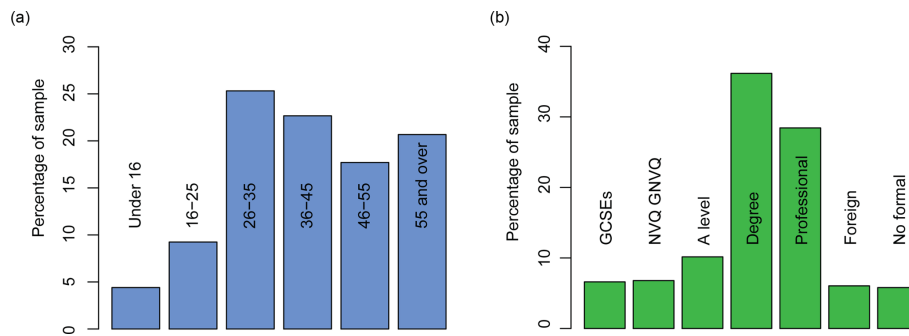 (a)
Percentage of sample
30
25
20
15
10
5
0
Under 16
16−25
26−35
36−45
46−55
55 and over
(b)
Percentage of sample
40
30
20
10
0
GCSEs
NVQ GNVQ
A level
Degree
Professional
Foreign
No formal